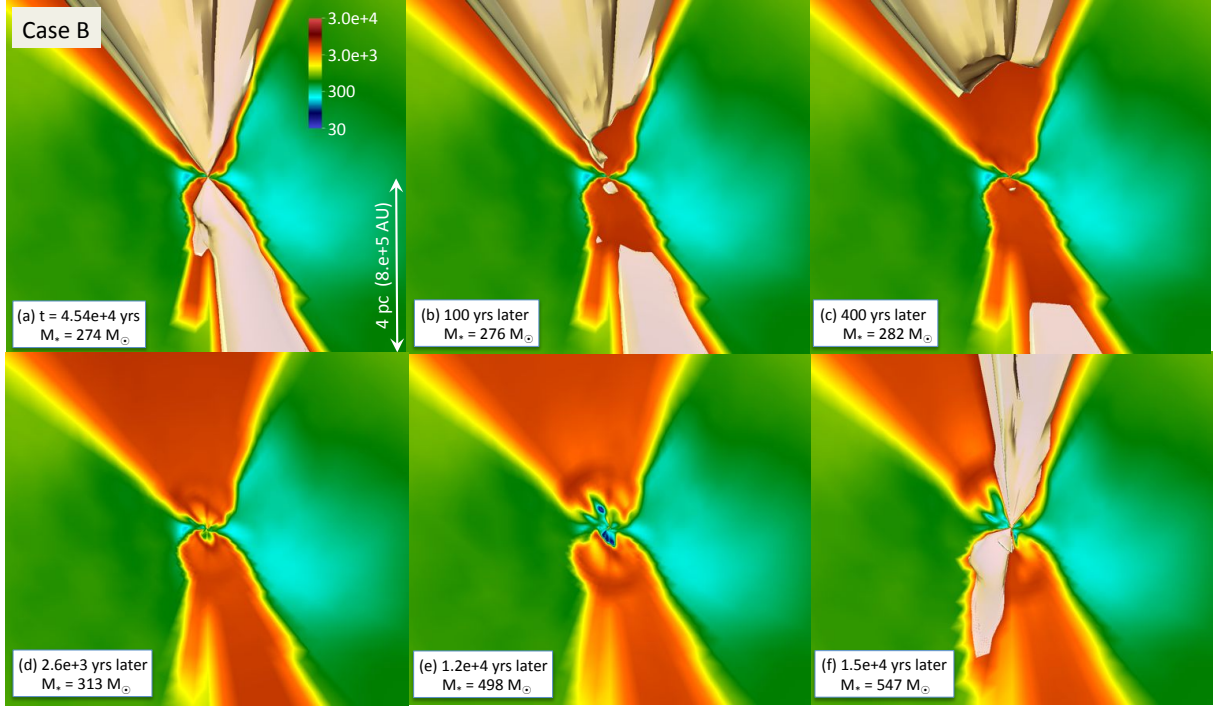 Case B
3.0e+4
3.0e+3
300
30
4 pc (8.e+5 AU)
(a) t = 4.54e+4 yrs
M* = 274 M☉
(b) 100 yrs later
M* = 276 M☉
(c) 400 yrs later
M* = 282 M☉
(d) 2.6e+3 yrs later
M* = 313 M☉
(e) 1.2e+4 yrs later
M* = 498 M☉
(f) 1.5e+4 yrs later
M* = 547 M☉